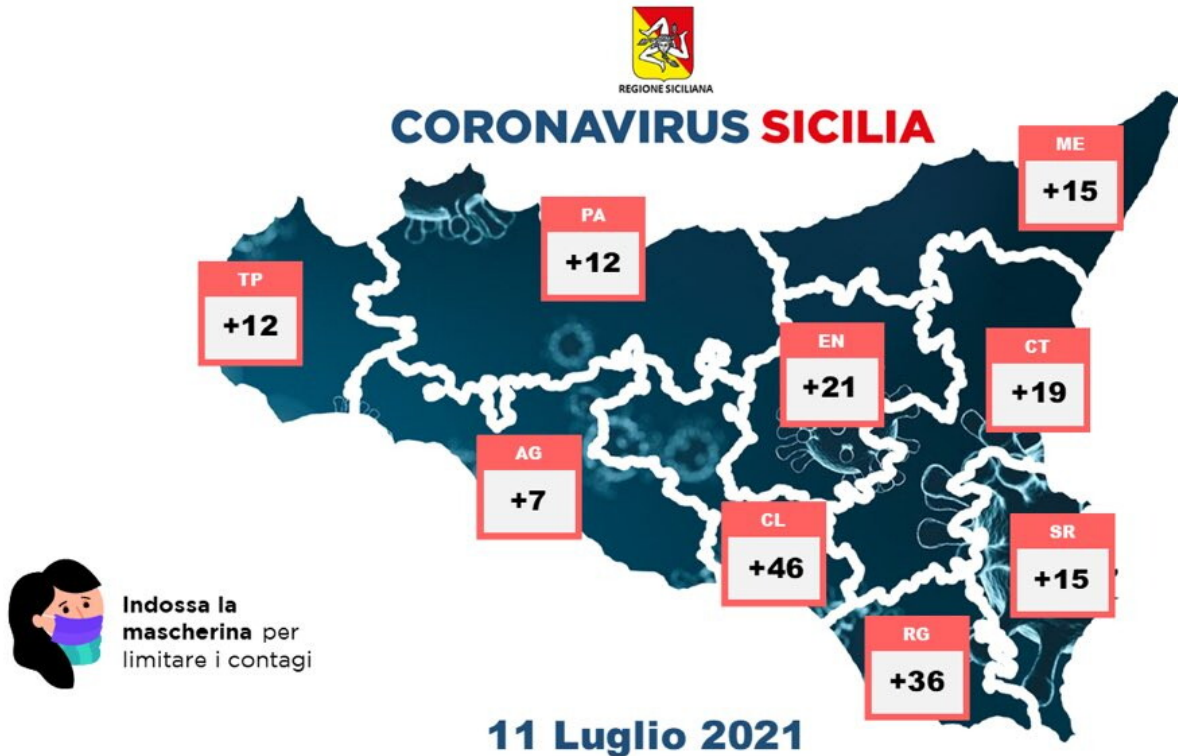 REGIONE SICILIANA
CORONAVIRUS SICILIA
ME
+15
PA
+12
TP
+12
EN
+21
CT
+19
AG
+7
CL
+46
SR
+15
RG
+36
Indossa la
mascherina per
limitare i contagi
11 Luglio 2021